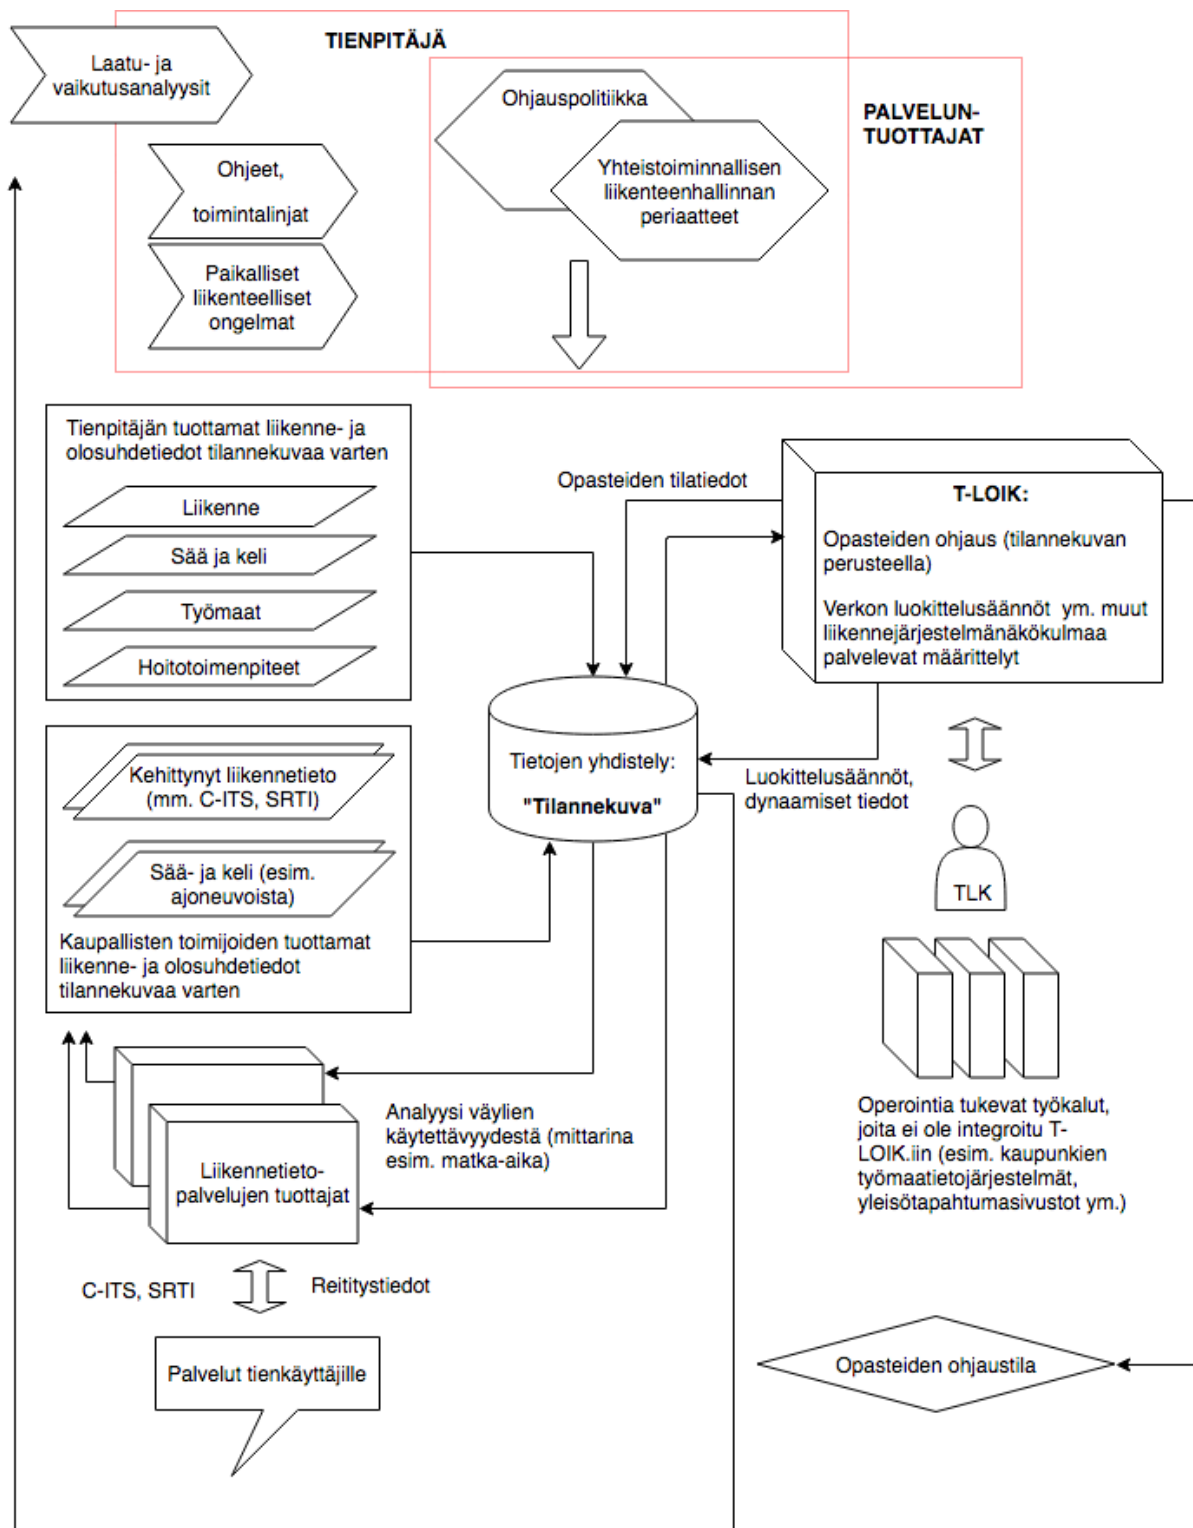 TIENPITÄJÄ
Laatu- ja
vaikutusanalyysit
Ohjauspolitiikka
PALVELUN-
TUOTTAJAT
Ohjeet,
toimintalinjat
Yhteistoiminnallisen
liikenteenhallinnan
periaatteet
Paikalliset
liikenteelliset
ongelmat
Tienpitäjän tuottamat liikenne- ja
olosuhdetiedot tilannekuvaa varten
Liikenne
Sää ja keli
Työmaat
Hoitotoimenpiteet
Opasteiden tilatiedot
T-LOIK:
Opasteiden ohjaus (tilannekuvan
perusteella)
Verkon luokittelusäännöt ym. muut
liikennejärjestelmänäkökulmaa
palvelevat määrittelyt
Tietojen yhdistely:
"Tilannekuva"
Luokittelusäännöt,
dynaamiset tiedot
Kehittynyt liikennetieto
(mm. C-ITS, SRTI)
Sää- ja keli (esim.
ajoneuvoista)
Kaupallisten toimijoiden tuottamat
liikenne- ja olosuhdetiedot
tilannekuvaa varten
TLK
Operointia tukevat työkalut,
joita ei ole integroitu T-
LOIK.iin (esim. kaupunkien
työmaatietojärjestelmät,
yleisötapahtumasivustot ym.)
Analyysi väylien
käytettävyydestä (mittarina
esim. matka-aika)
Liikennetieto-
palvelujen tuottajat
C-ITS, SRTI
Reititystiedot
Palvelut tienkäyttäjille
Opasteiden ohjaustila